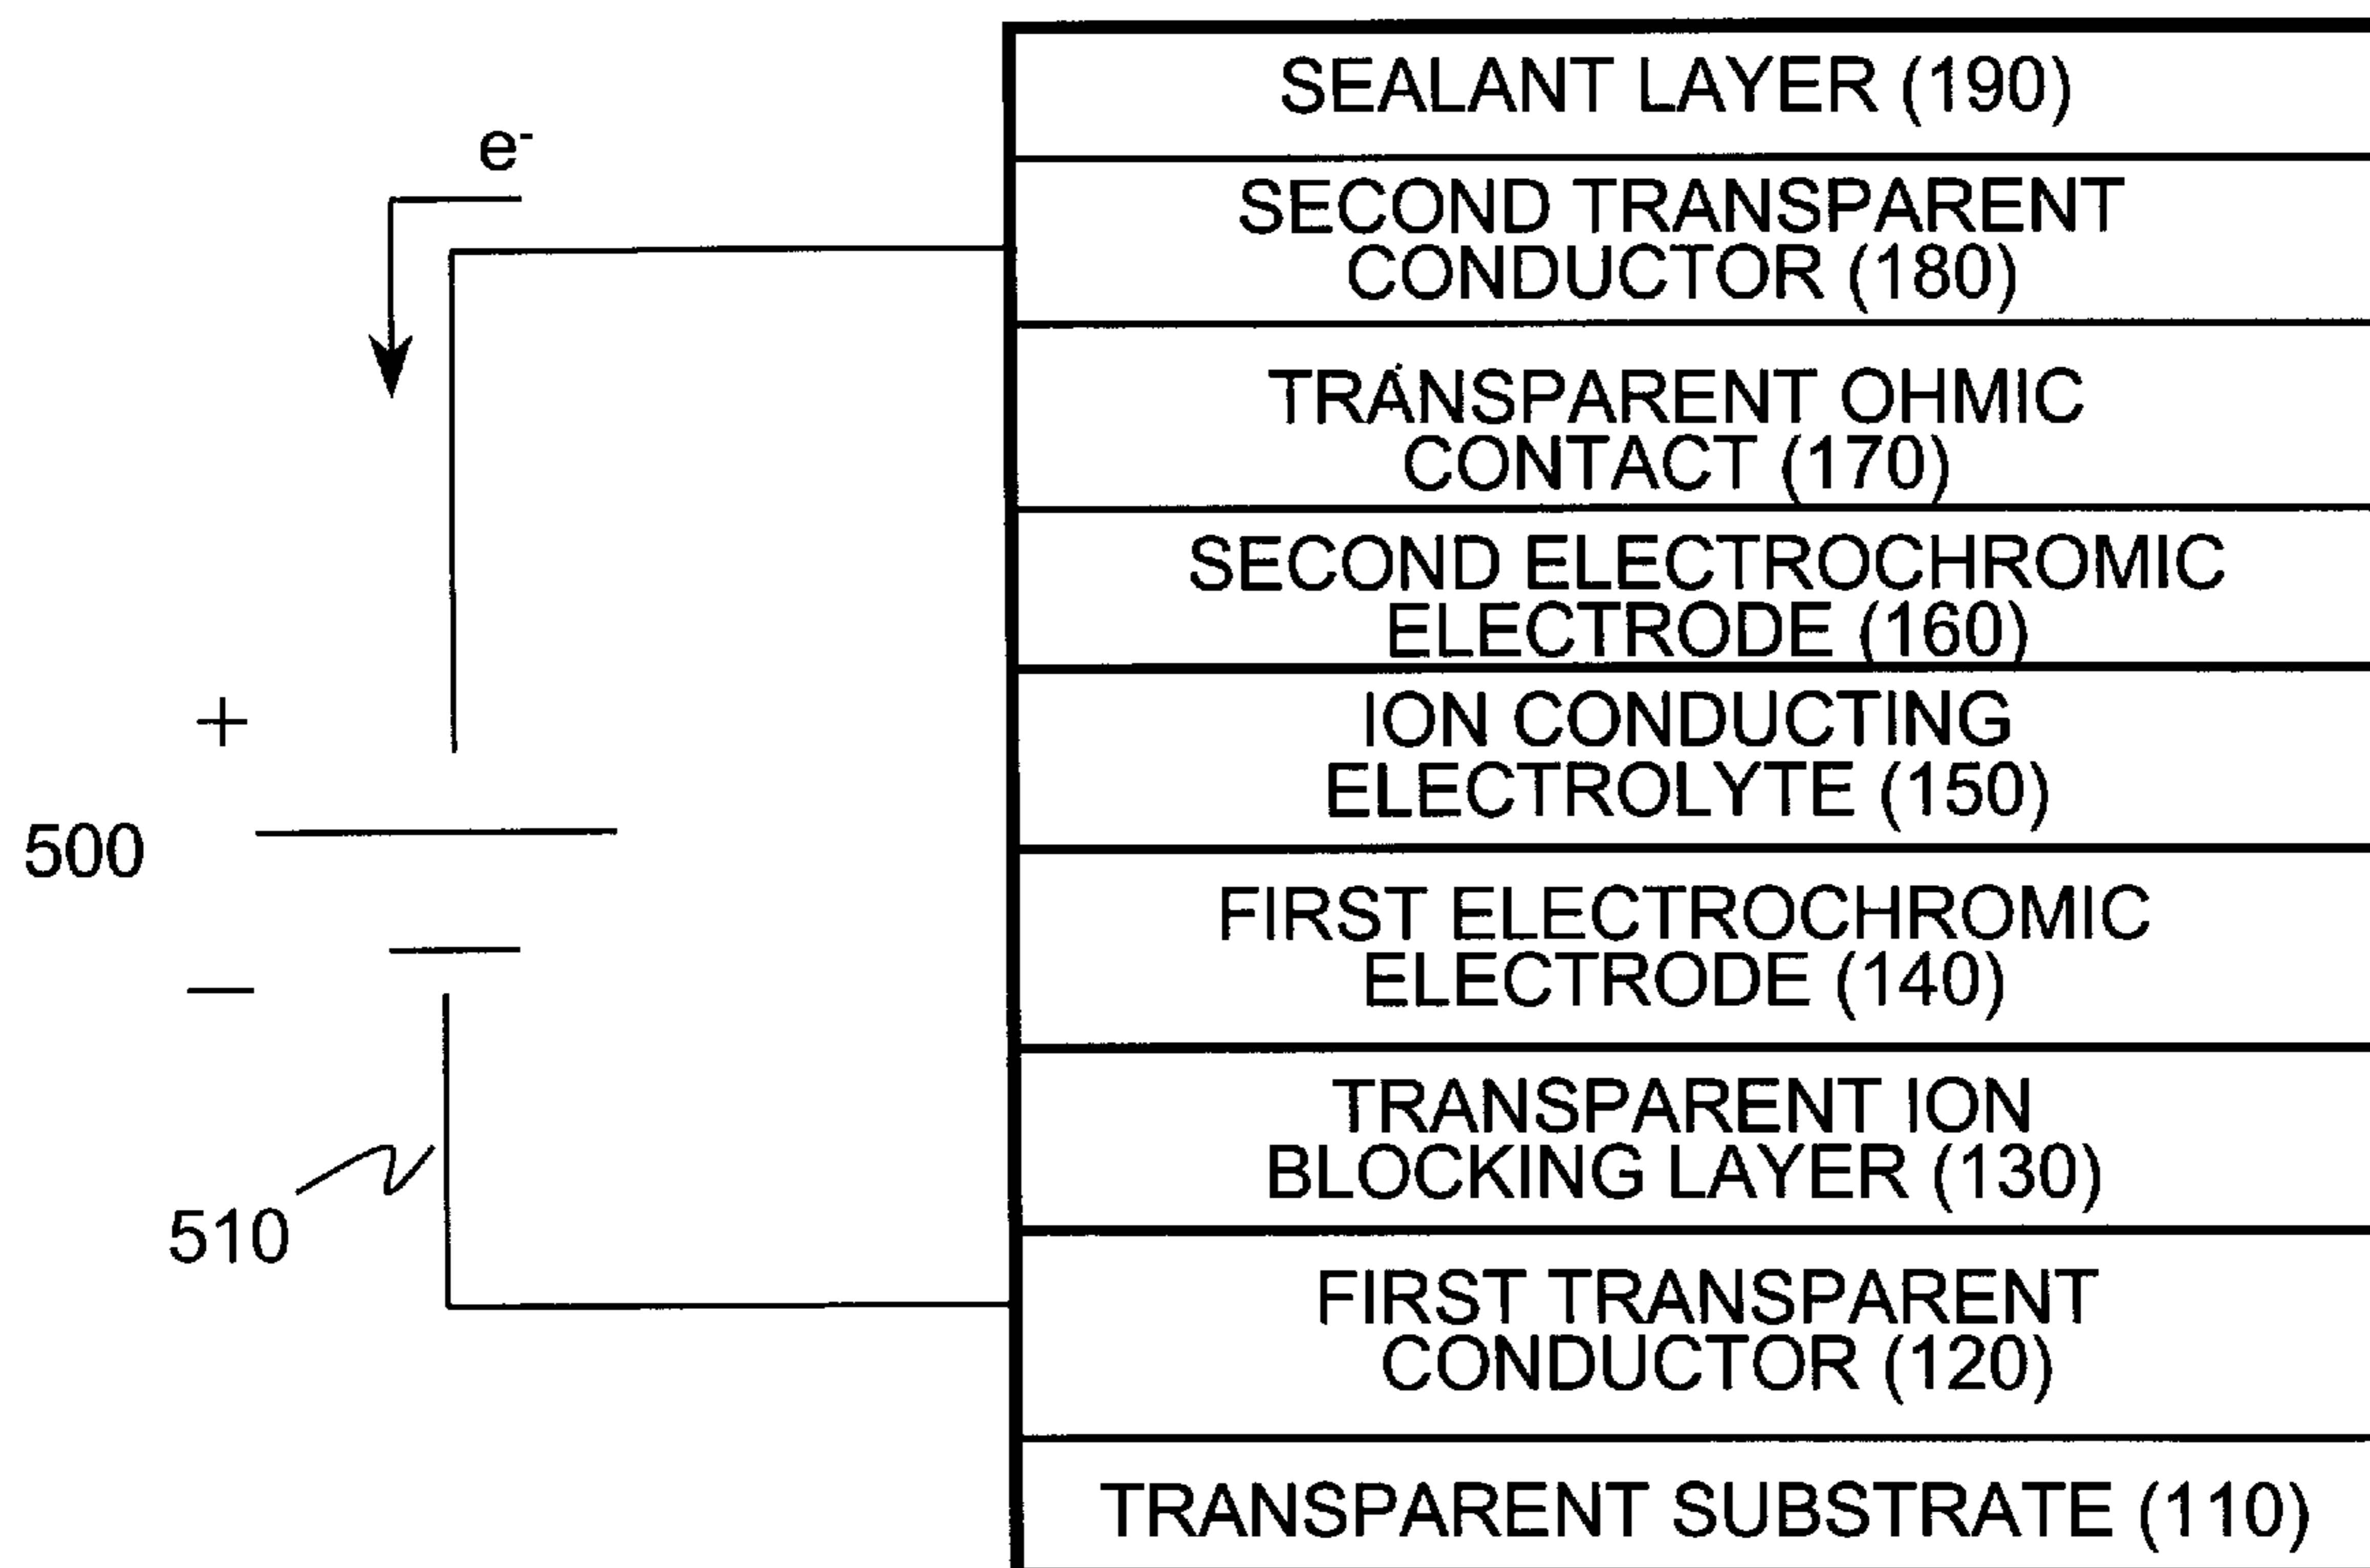 SEALANT LAYER (190)
e-
SECOND TRANSPARENT
CONDUCTOR (180)
TRANSPARENT OHMIC
CONTACT (170)
SECOND ELECTROCHROMIC
ELECTRODE (160)
ION CONDUCTING
ELECTROLYTE (150)
+
500
—
FIRST ELECTROCHROMIC
ELECTRODE (140)
TRANSPARENT ION
BLOCKING LAYER (130)
510
FIRST TRANSPARENT
CONDUCTOR (120)
TRANSPARENT SUBSTRATE (110)